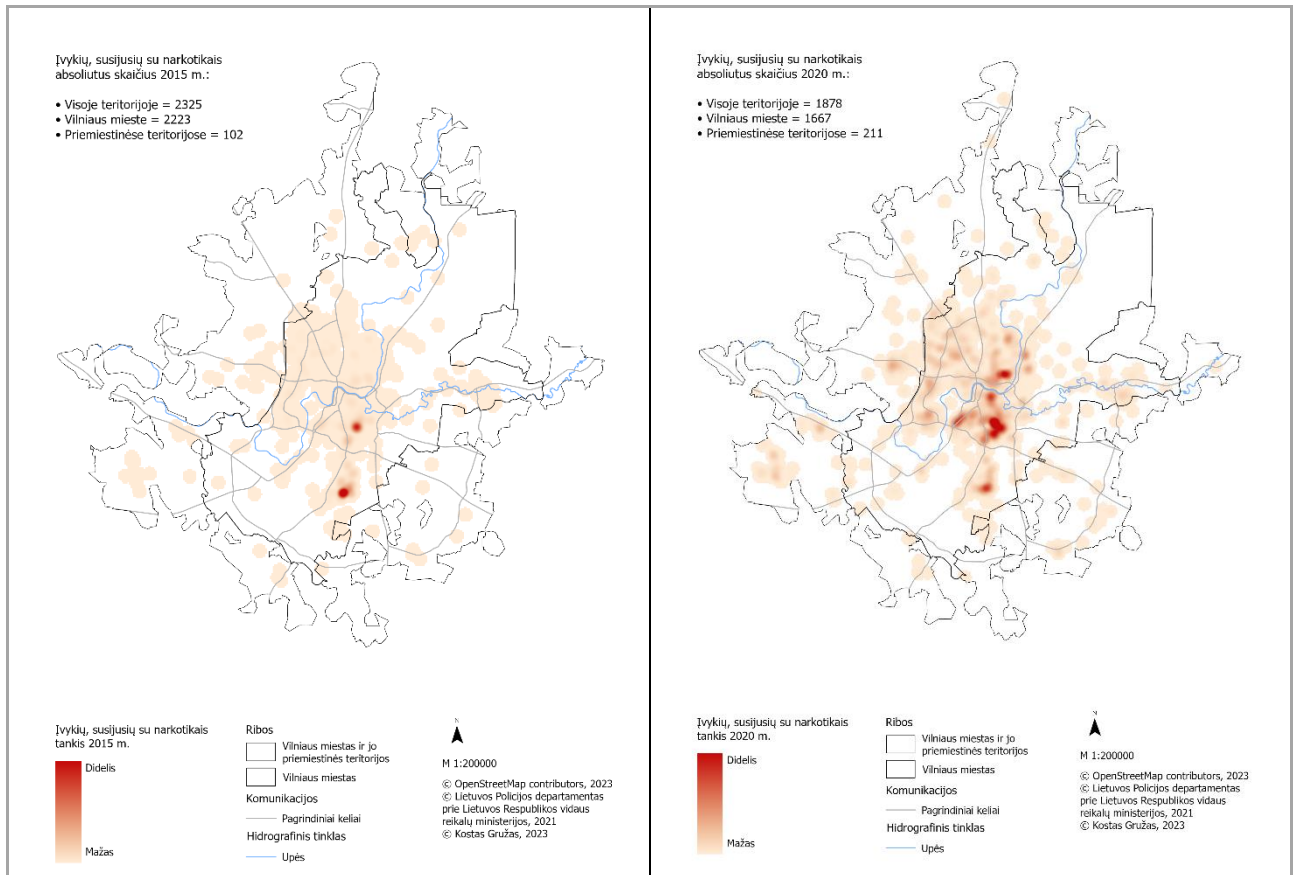 Įvykių, susijusių su narkotikais
absoliutus skaičius 2015 m.:
• Visoje teritorijoje = 2325
• Vilniaus mieste = 2223
• Priemiestinėse teritorijose = 102
Įvykių, susijusių su narkotikais
tankis 2015 m.
Didelis
Mažas
Ribos
Vilniaus miestas ir jo
priemiestinės teritorijos
Vilniaus miestas
Komunikacijos
Pagrindiniai keliai
Hidrografinis tinklas
Upės
N
M 1:200000
© OpenStreetMap contributors, 2023
© Lietuvos Policijos departamentas
prie Lietuvos Respublikos vidaus
reikalų ministerijos, 2021
© Kostas Gružas, 2023
Įvykių, susijusių su narkotikais
absoliutus skaičius 2020 m.:
• Visoje teritorijoje = 1878
• Vilniaus mieste = 1667
• Priemiestinėse teritorijose = 211
Įvykių, susijusių su narkotikais
tankis 2020 m.
Didelis
Mažas
Ribos
Vilniaus miestas ir jo
priemiestinės teritorijos
Vilniaus miestas
Komunikacijos
Pagrindiniai keliai
Hidrografinis tinklas
Upės
N
M 1:200000
© OpenStreetMap contributors, 2023
© Lietuvos Policijos departamentas
prie Lietuvos Respublikos vidaus
reikalų ministerijos, 2021
© Kostas Gružas, 2023